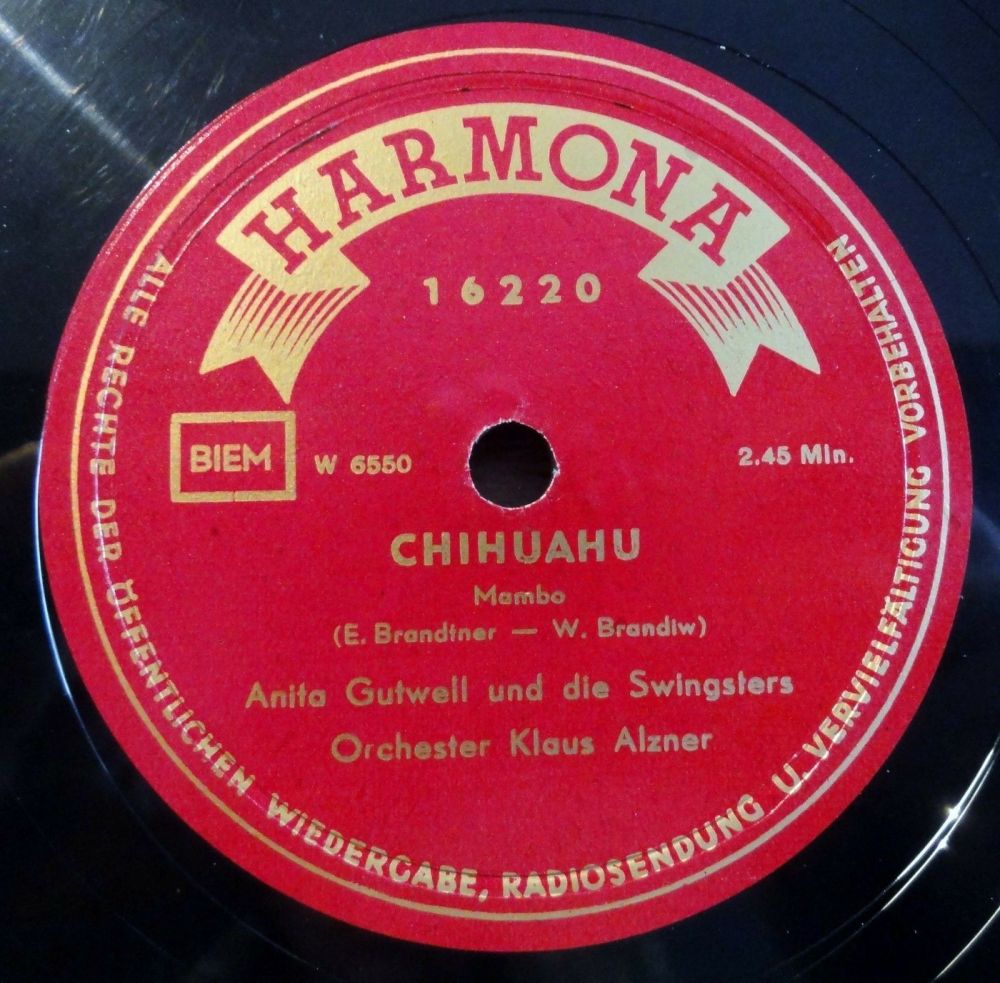 HARMONA
16220
BIEM
W 6550
2.45 Min.
CHIHUAHU
Mambo
(E. Brandtner — W. Brandiw)
Anita Gutwell und die Swingsters
Orchester Klaus Alzner
ALLE RECHTE DER ÖFFENTLICHEN WIEDERGABE, RADIOSENDUNG U. VERVIELFÄLTIGUNG VORBEHALTEN